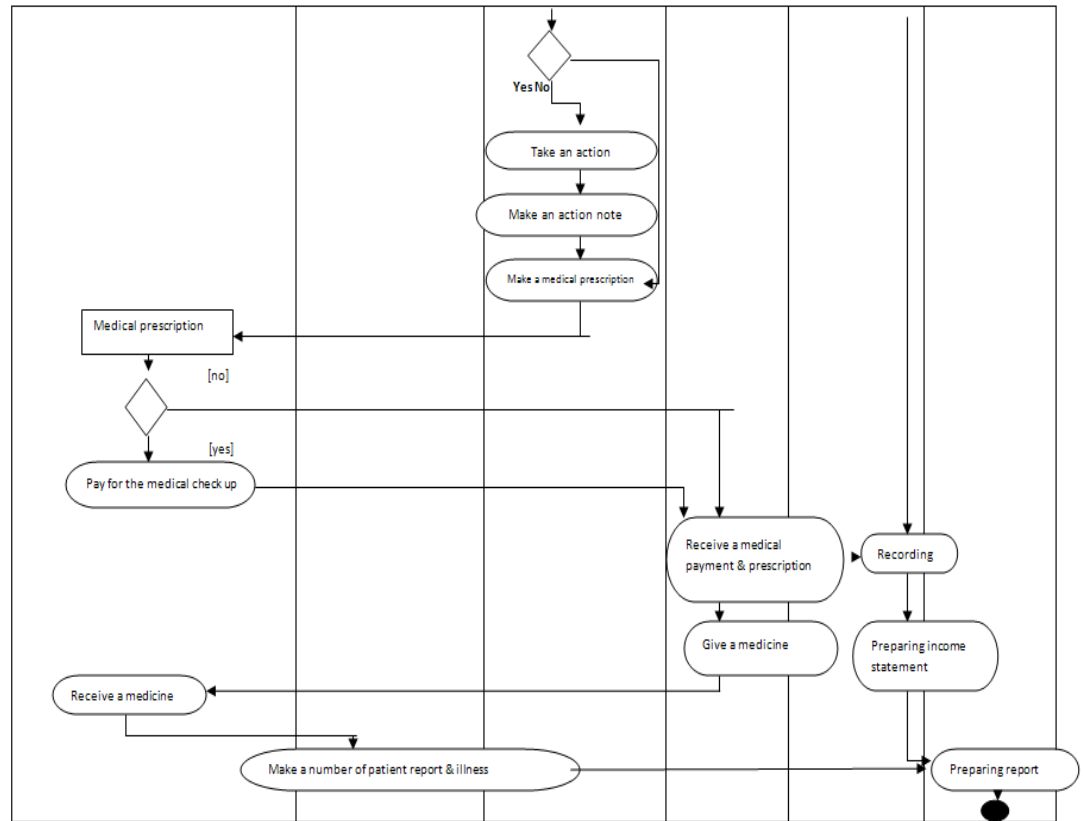 Yes No
Take an action
Make an action note
Make a medical prescription
Medical prescription
[no]
[yes]
Pay for the medical check up
Receive a medical
payment & prescription
Recording
Give a medicine
Preparing income
statement
Receive a medicine
Make a number of patient report & illness
Preparing report